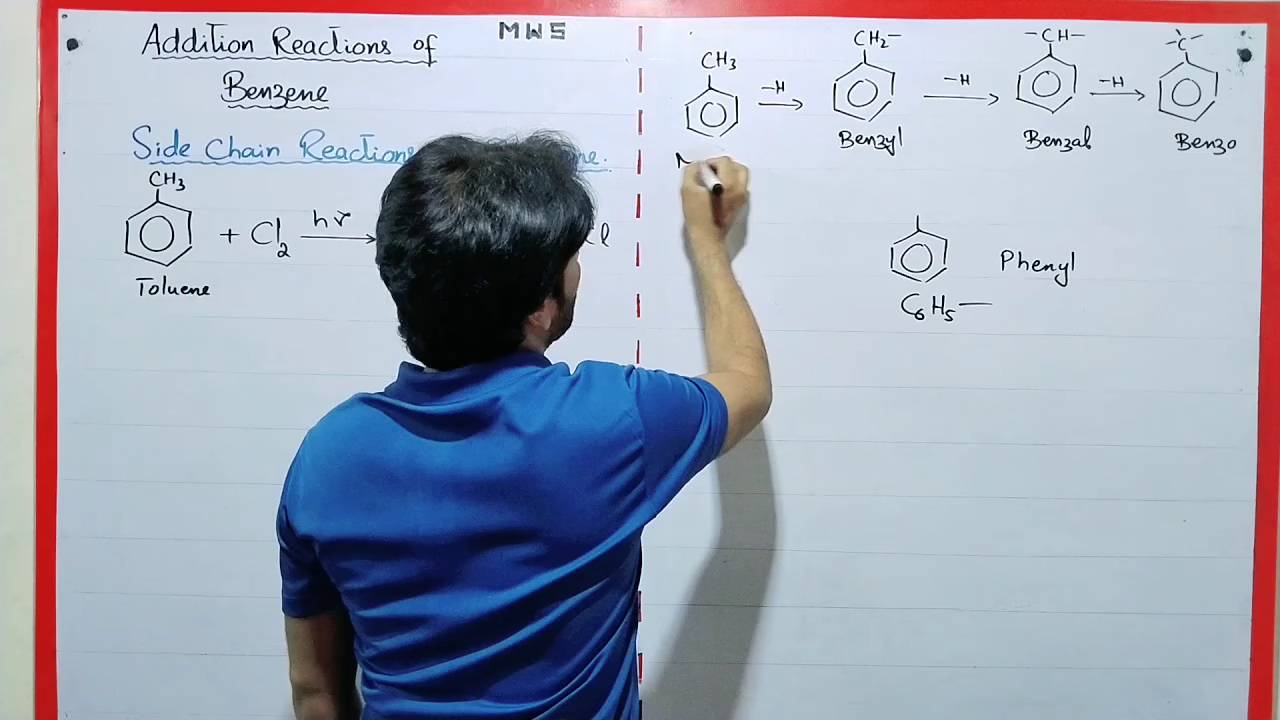 Addition Reactions of
Benzene
MWS
Side Chain Reactions
CH3
+ Cl2 hν
Toluene
CH3
-H
CH2-
Benzyl
-H
-CH-
Benzal
-H
C
Benzo
Phenyl
C6H5-